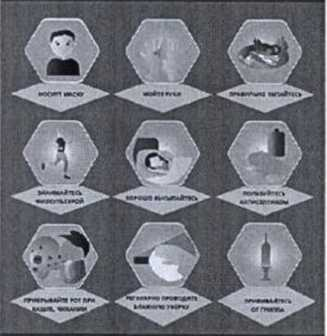 НОСИТЕ МАСКУ
МОЙТЕ РУКИ
ПРАВИЛЬНО ПИТАЙТЕСЬ
ЗАНИМАЙТЕСЬ
ФИЗКУЛЬТУРОЙ
ХОРОШО ВЫСЫПАЙТЕСЬ
ПОЛЬЗУЙТЕСЬ
АНТИСЕПТИКОМ
ПРИКРЫВАЙТЕ РОТ ПРИ
КАШЛЕ, ЧИХАНИИ
РЕГУЛЯРНО ПРОВОДИТЕ
ВЛАЖНУЮ УБОРКУ
ПРИВИВАЙТЕСЬ
ОТ ГРИППА